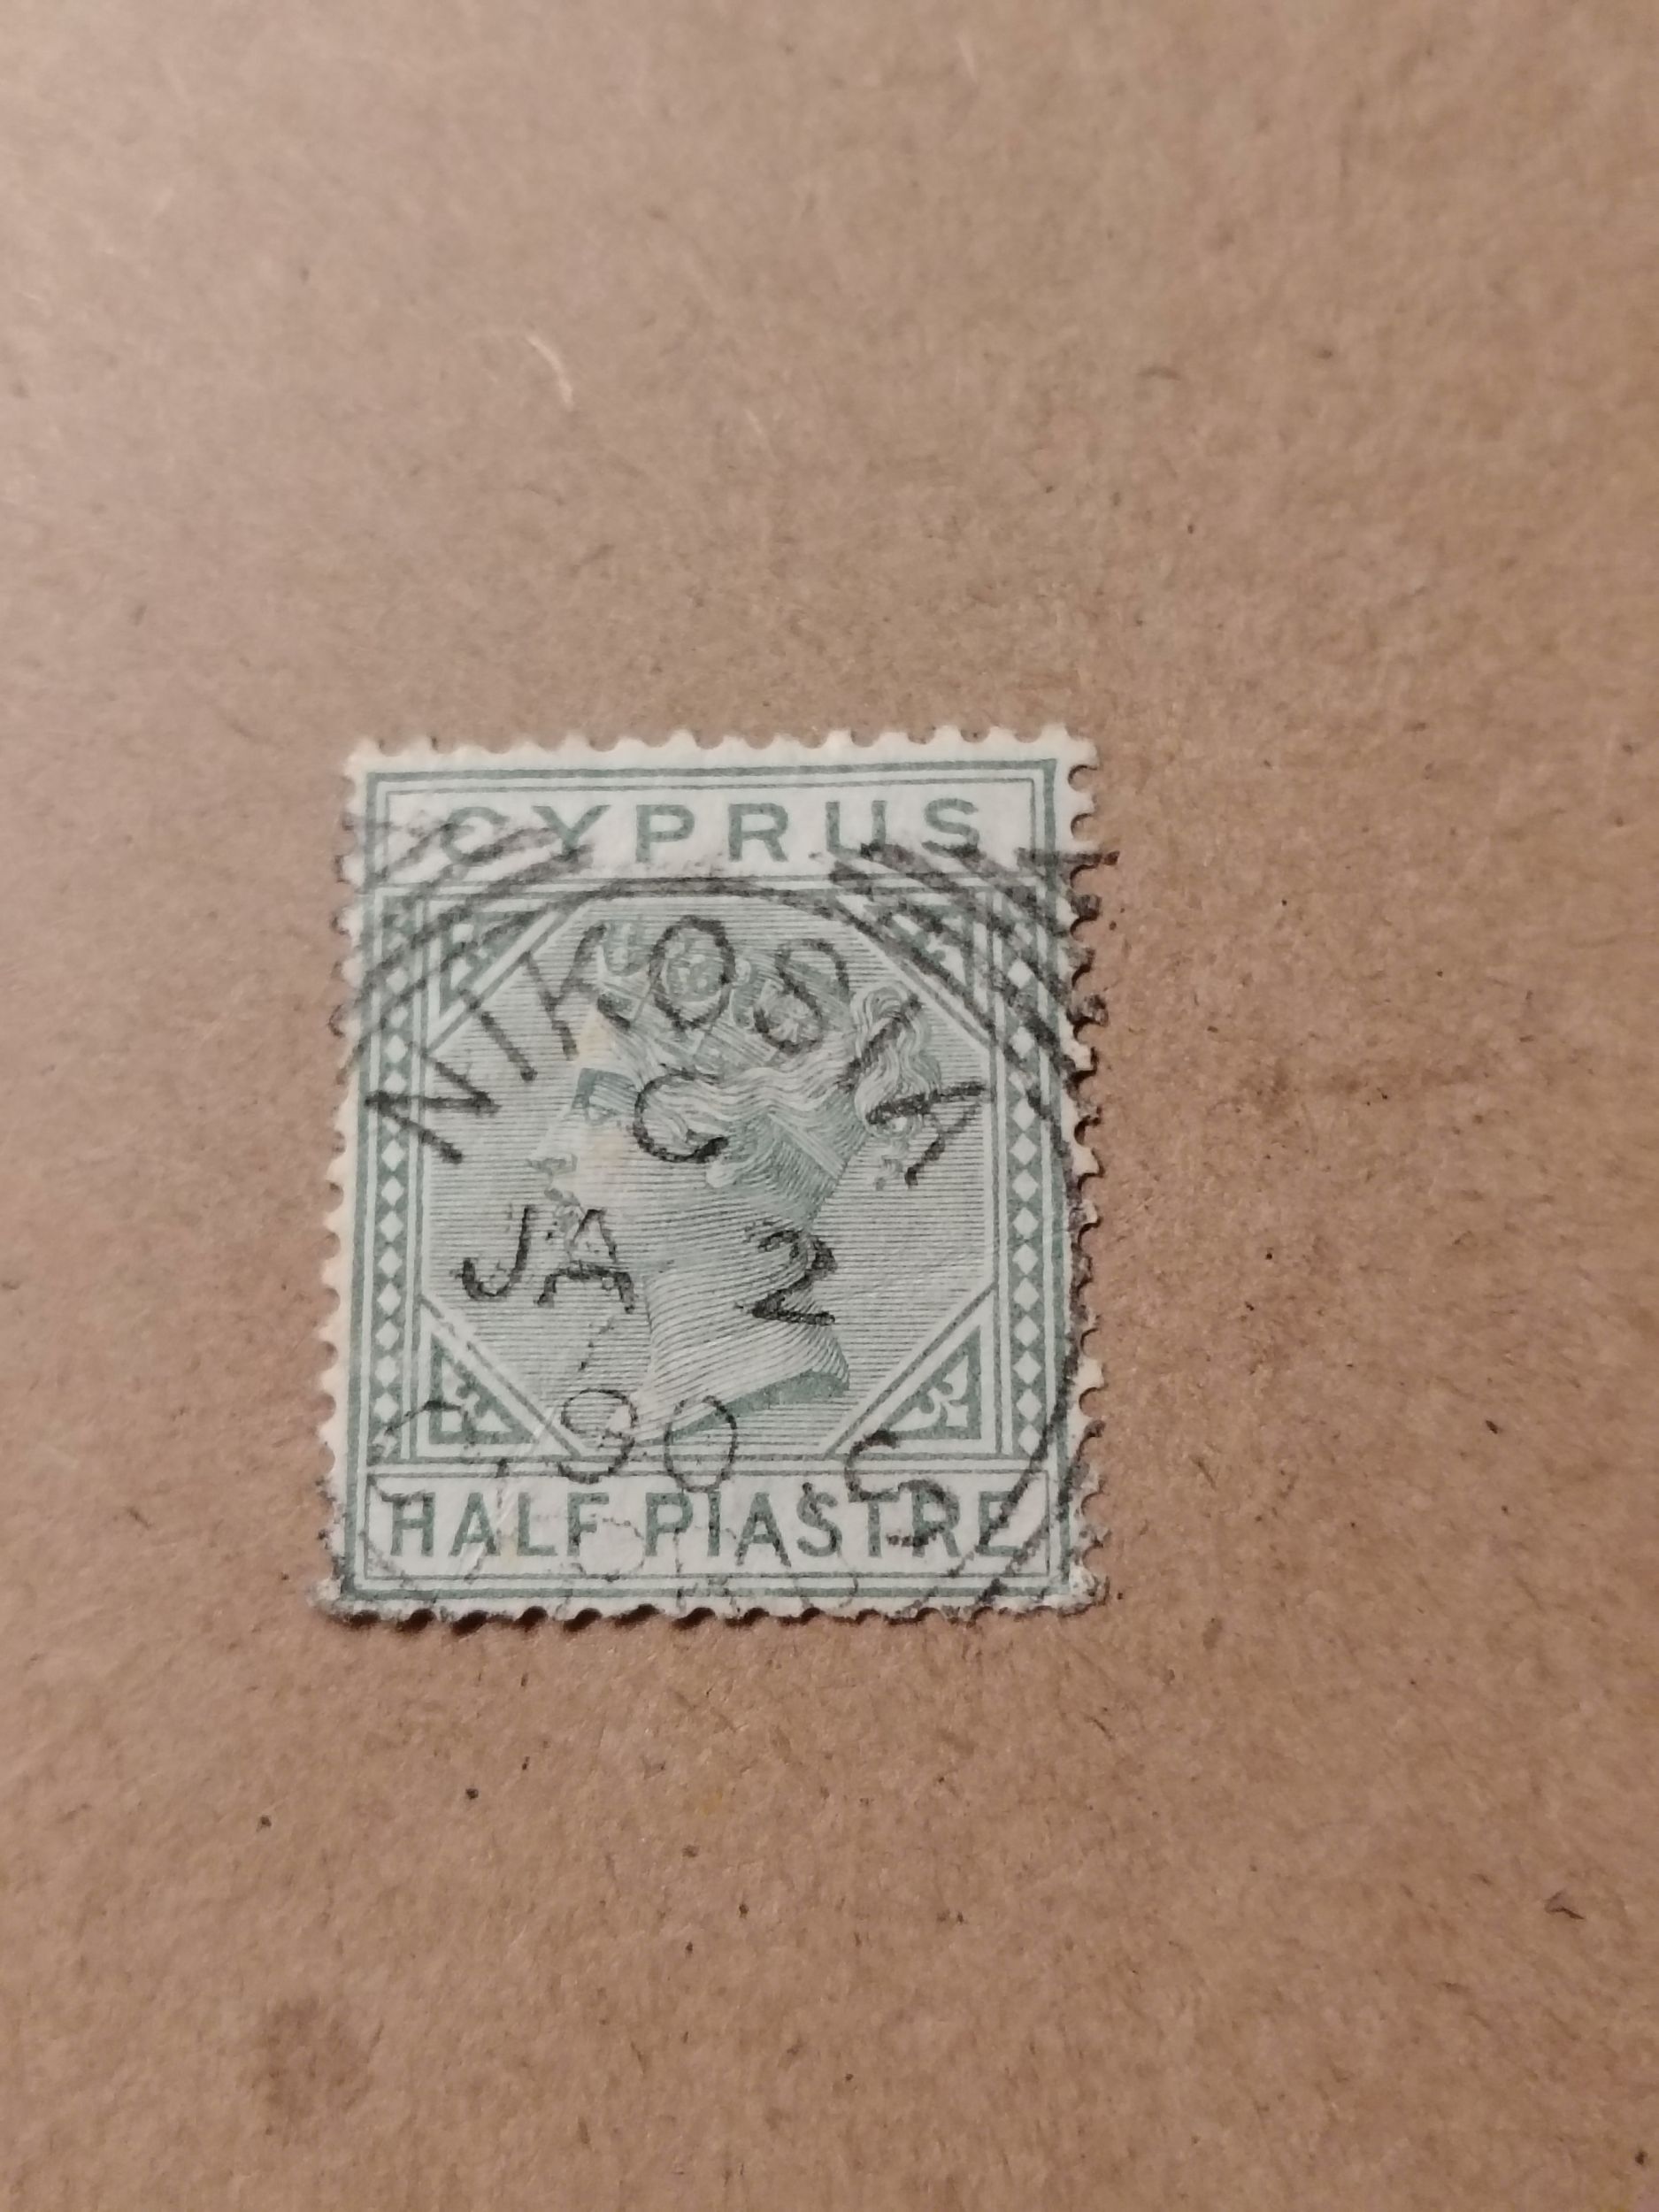 CYPRUS
NIKOSIA
C
JA 2
90
HALF PIASTRE